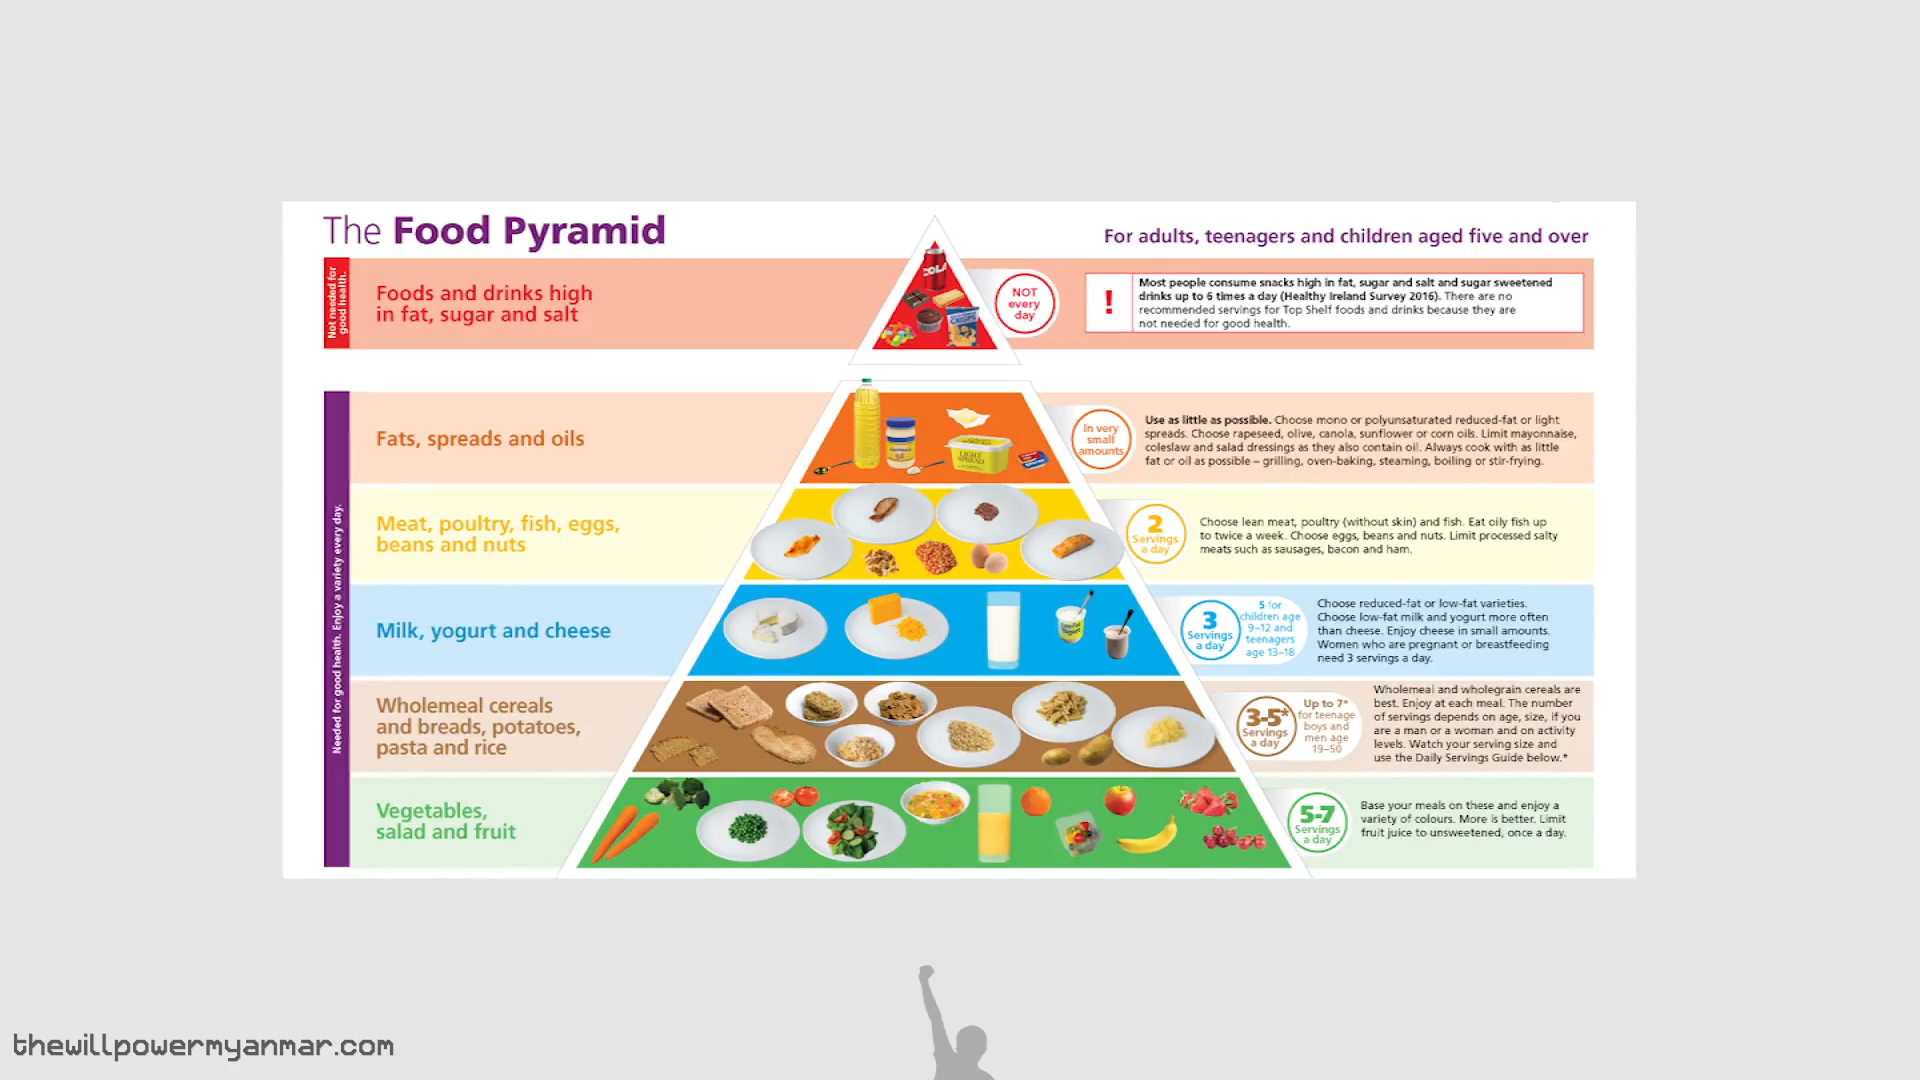 The Food Pyramid
For adults, teenagers and children aged five and over
Not needed for
good health.
Foods and drinks high
in fat, sugar and salt
COLA
CRISPS
NOT
every
day
!
Most people consume snacks high in fat, sugar and salt and sugar sweetened
drinks up to 6 times a day (Healthy Ireland Survey 2016). There are no
recommended servings for Top Shelf foods and drinks because they are
not needed for good health.
Needed for good health. Enjoy a variety every day.
Fats, spreads and oils
LIGHT
SPREAD
In very
small
amounts
Use as little as possible. Choose mono or polyunsaturated reduced-fat or light
spreads. Choose rapeseed, olive, canola, sunflower or corn oils. Limit mayonnaise,
coleslaw and salad dressings as they also contain oil. Always cook with as little
fat or oil as possible – grilling, oven-baking, steaming, boiling or stir-frying.
Meat, poultry, fish, eggs,
beans and nuts
2
Servings
a day
Choose lean meat, poultry (without skin) and fish. Eat oily fish up
to twice a week. Choose eggs, beans and nuts. Limit processed salty
meats such as sausages, bacon and ham.
Milk, yogurt and cheese
3
Servings
a day
5 for
children age
9–12 and
teenagers
age 13–18
Choose reduced-fat or low-fat varieties.
Choose low-fat milk and yogurt more often
than cheese. Enjoy cheese in small amounts.
Women who are pregnant or breastfeeding
need 3 servings a day.
Wholemeal cereals
and breads, potatoes,
pasta and rice
3-5*
Servings
a day
Up to 7*
for teenage
boys and
men age
19–50
Wholemeal and wholegrain cereals are
best. Enjoy at each meal. The number
of servings depends on age, size, if you
are a man or a woman and on activity
levels. Watch your serving size and
use the Daily Servings Guide below.*
Vegetables,
salad and fruit
5-7
Servings
a day
Base your meals on these and enjoy a
variety of colours. More is better. Limit
fruit juice to unsweetened, once a day.
thewillpowermyanmar.com